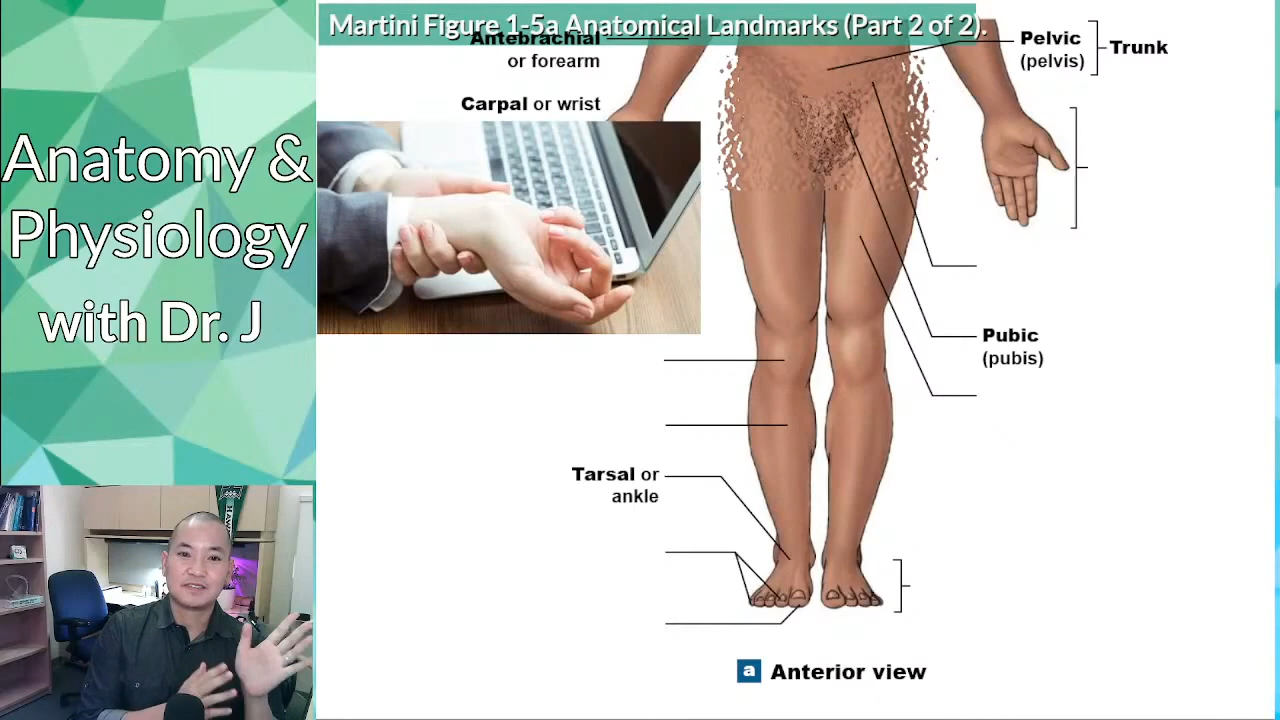 Anatomy &
Physiology
with Dr. J
Martini Figure 1-5a Anatomical Landmarks (Part 2 of 2).
Antebrachial
or forearm
Carpal or wrist
Pelvic
(pelvis)
Trunk
Pubic
(pubis)
Tarsal or
ankle
a Anterior view
HAW